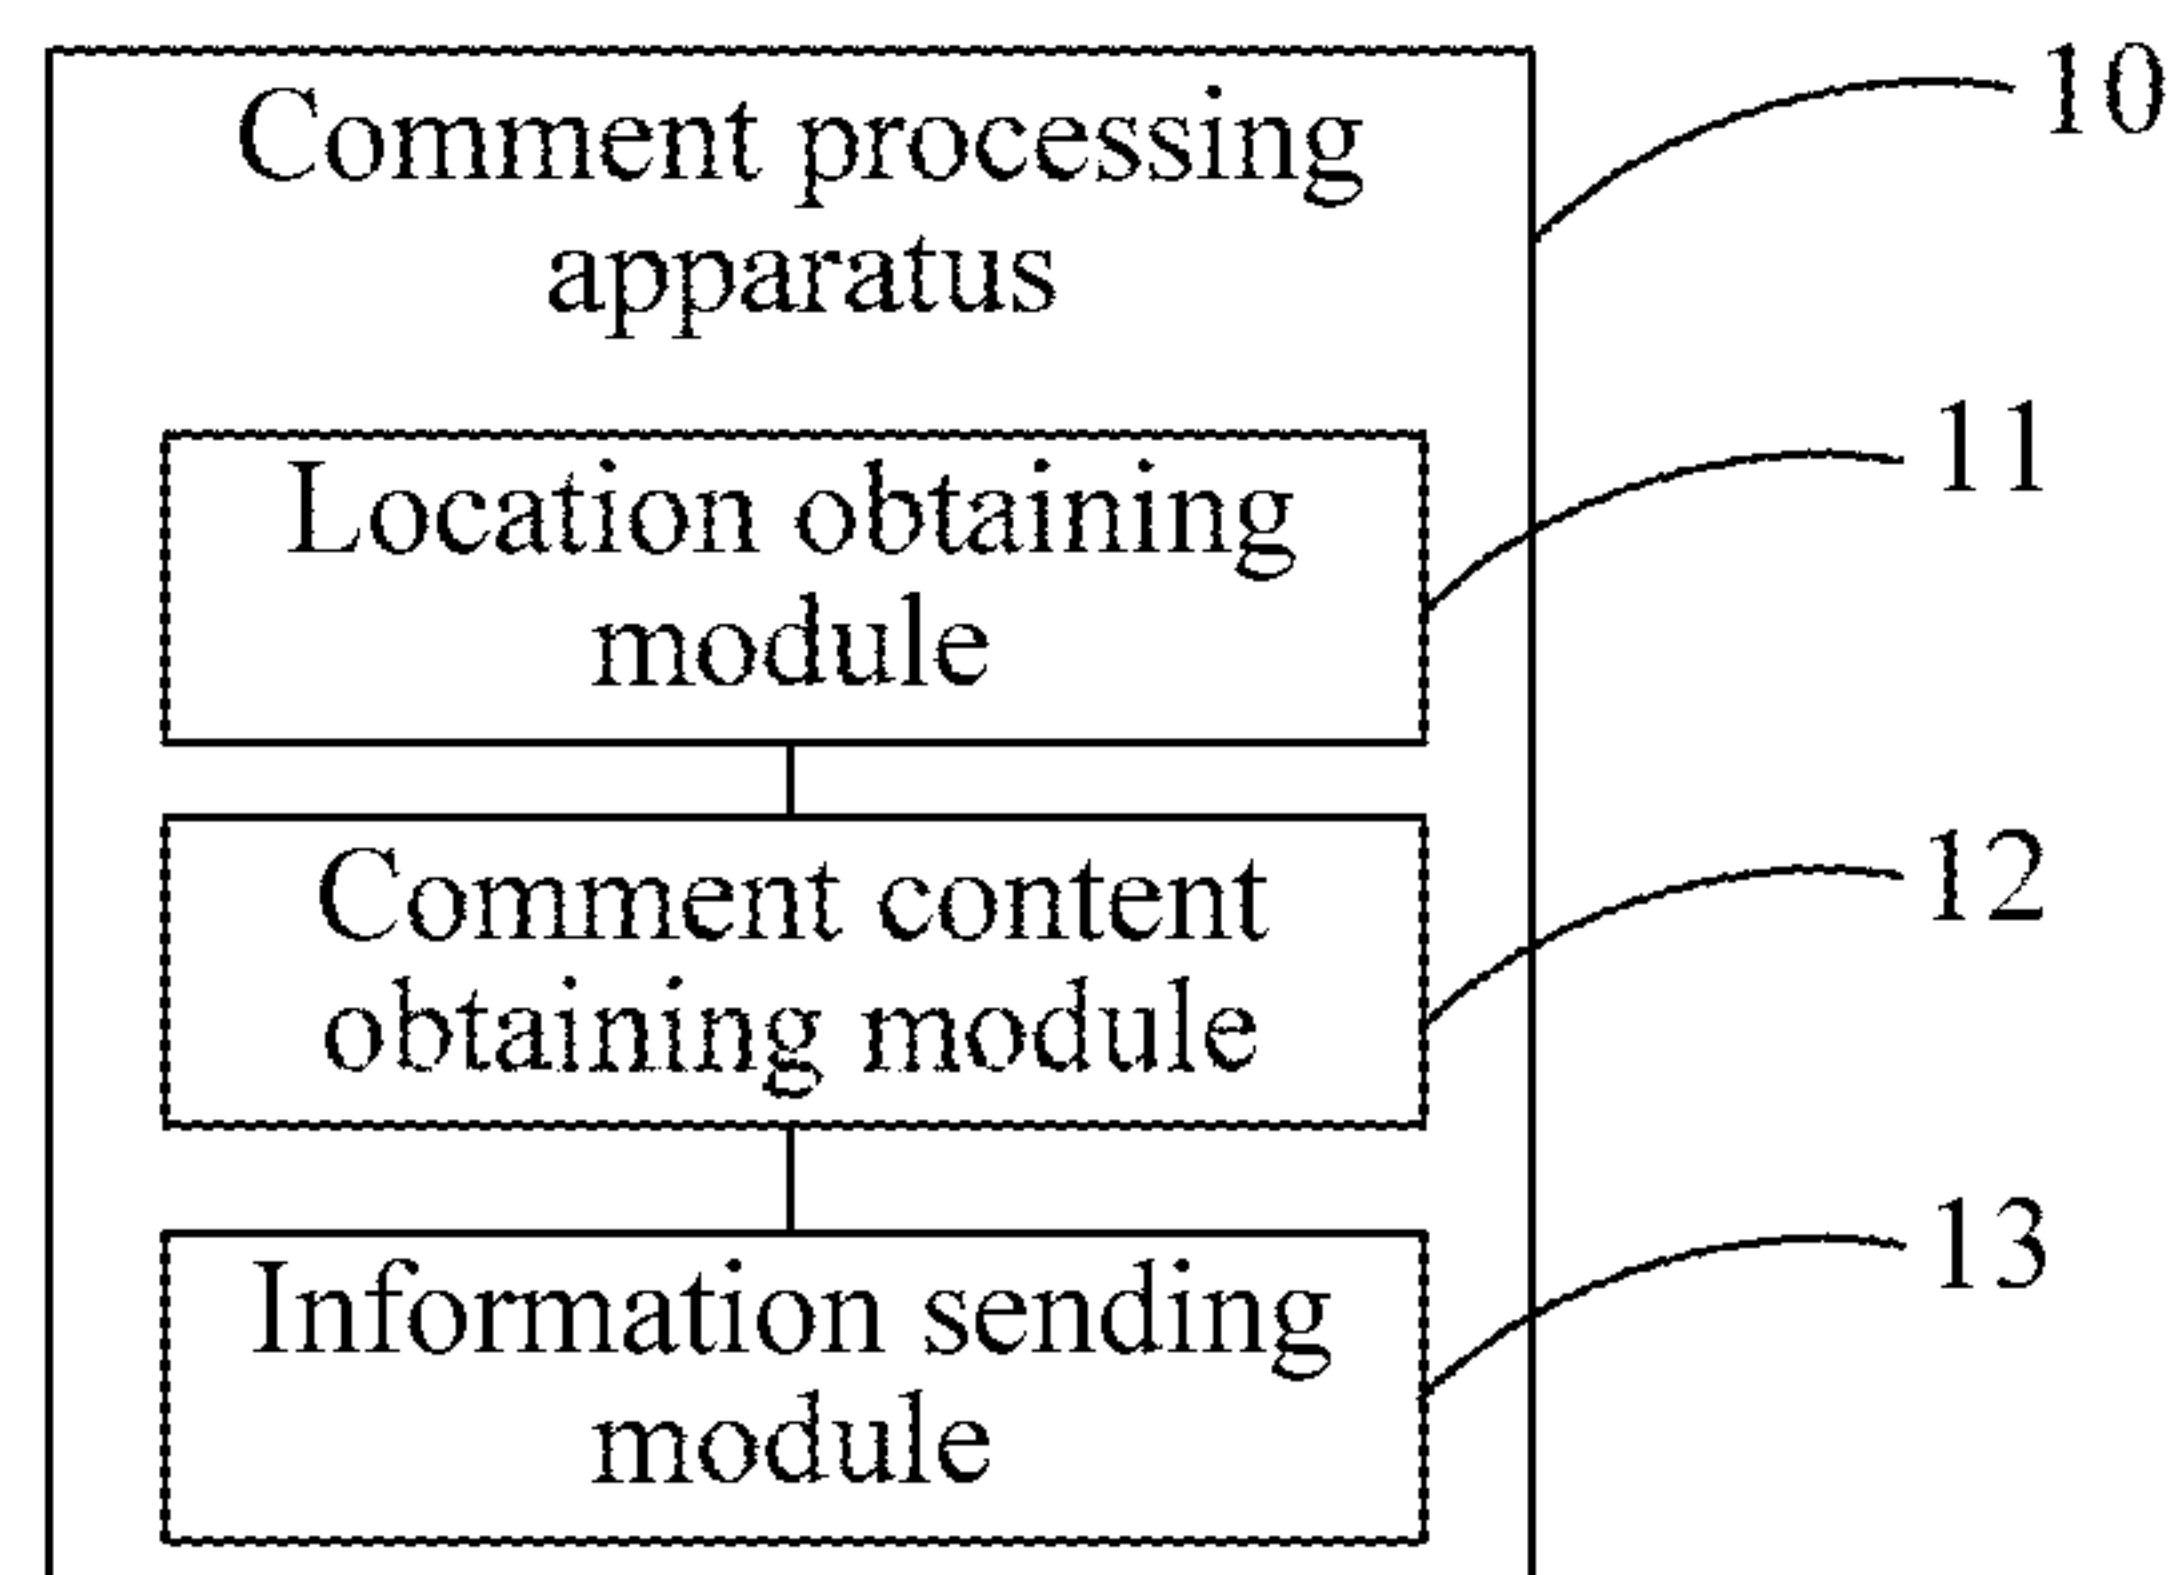 Comment processing
apparatus
10
Location obtaining
module
11
Comment content
obtaining module
12
Information sending
module
13